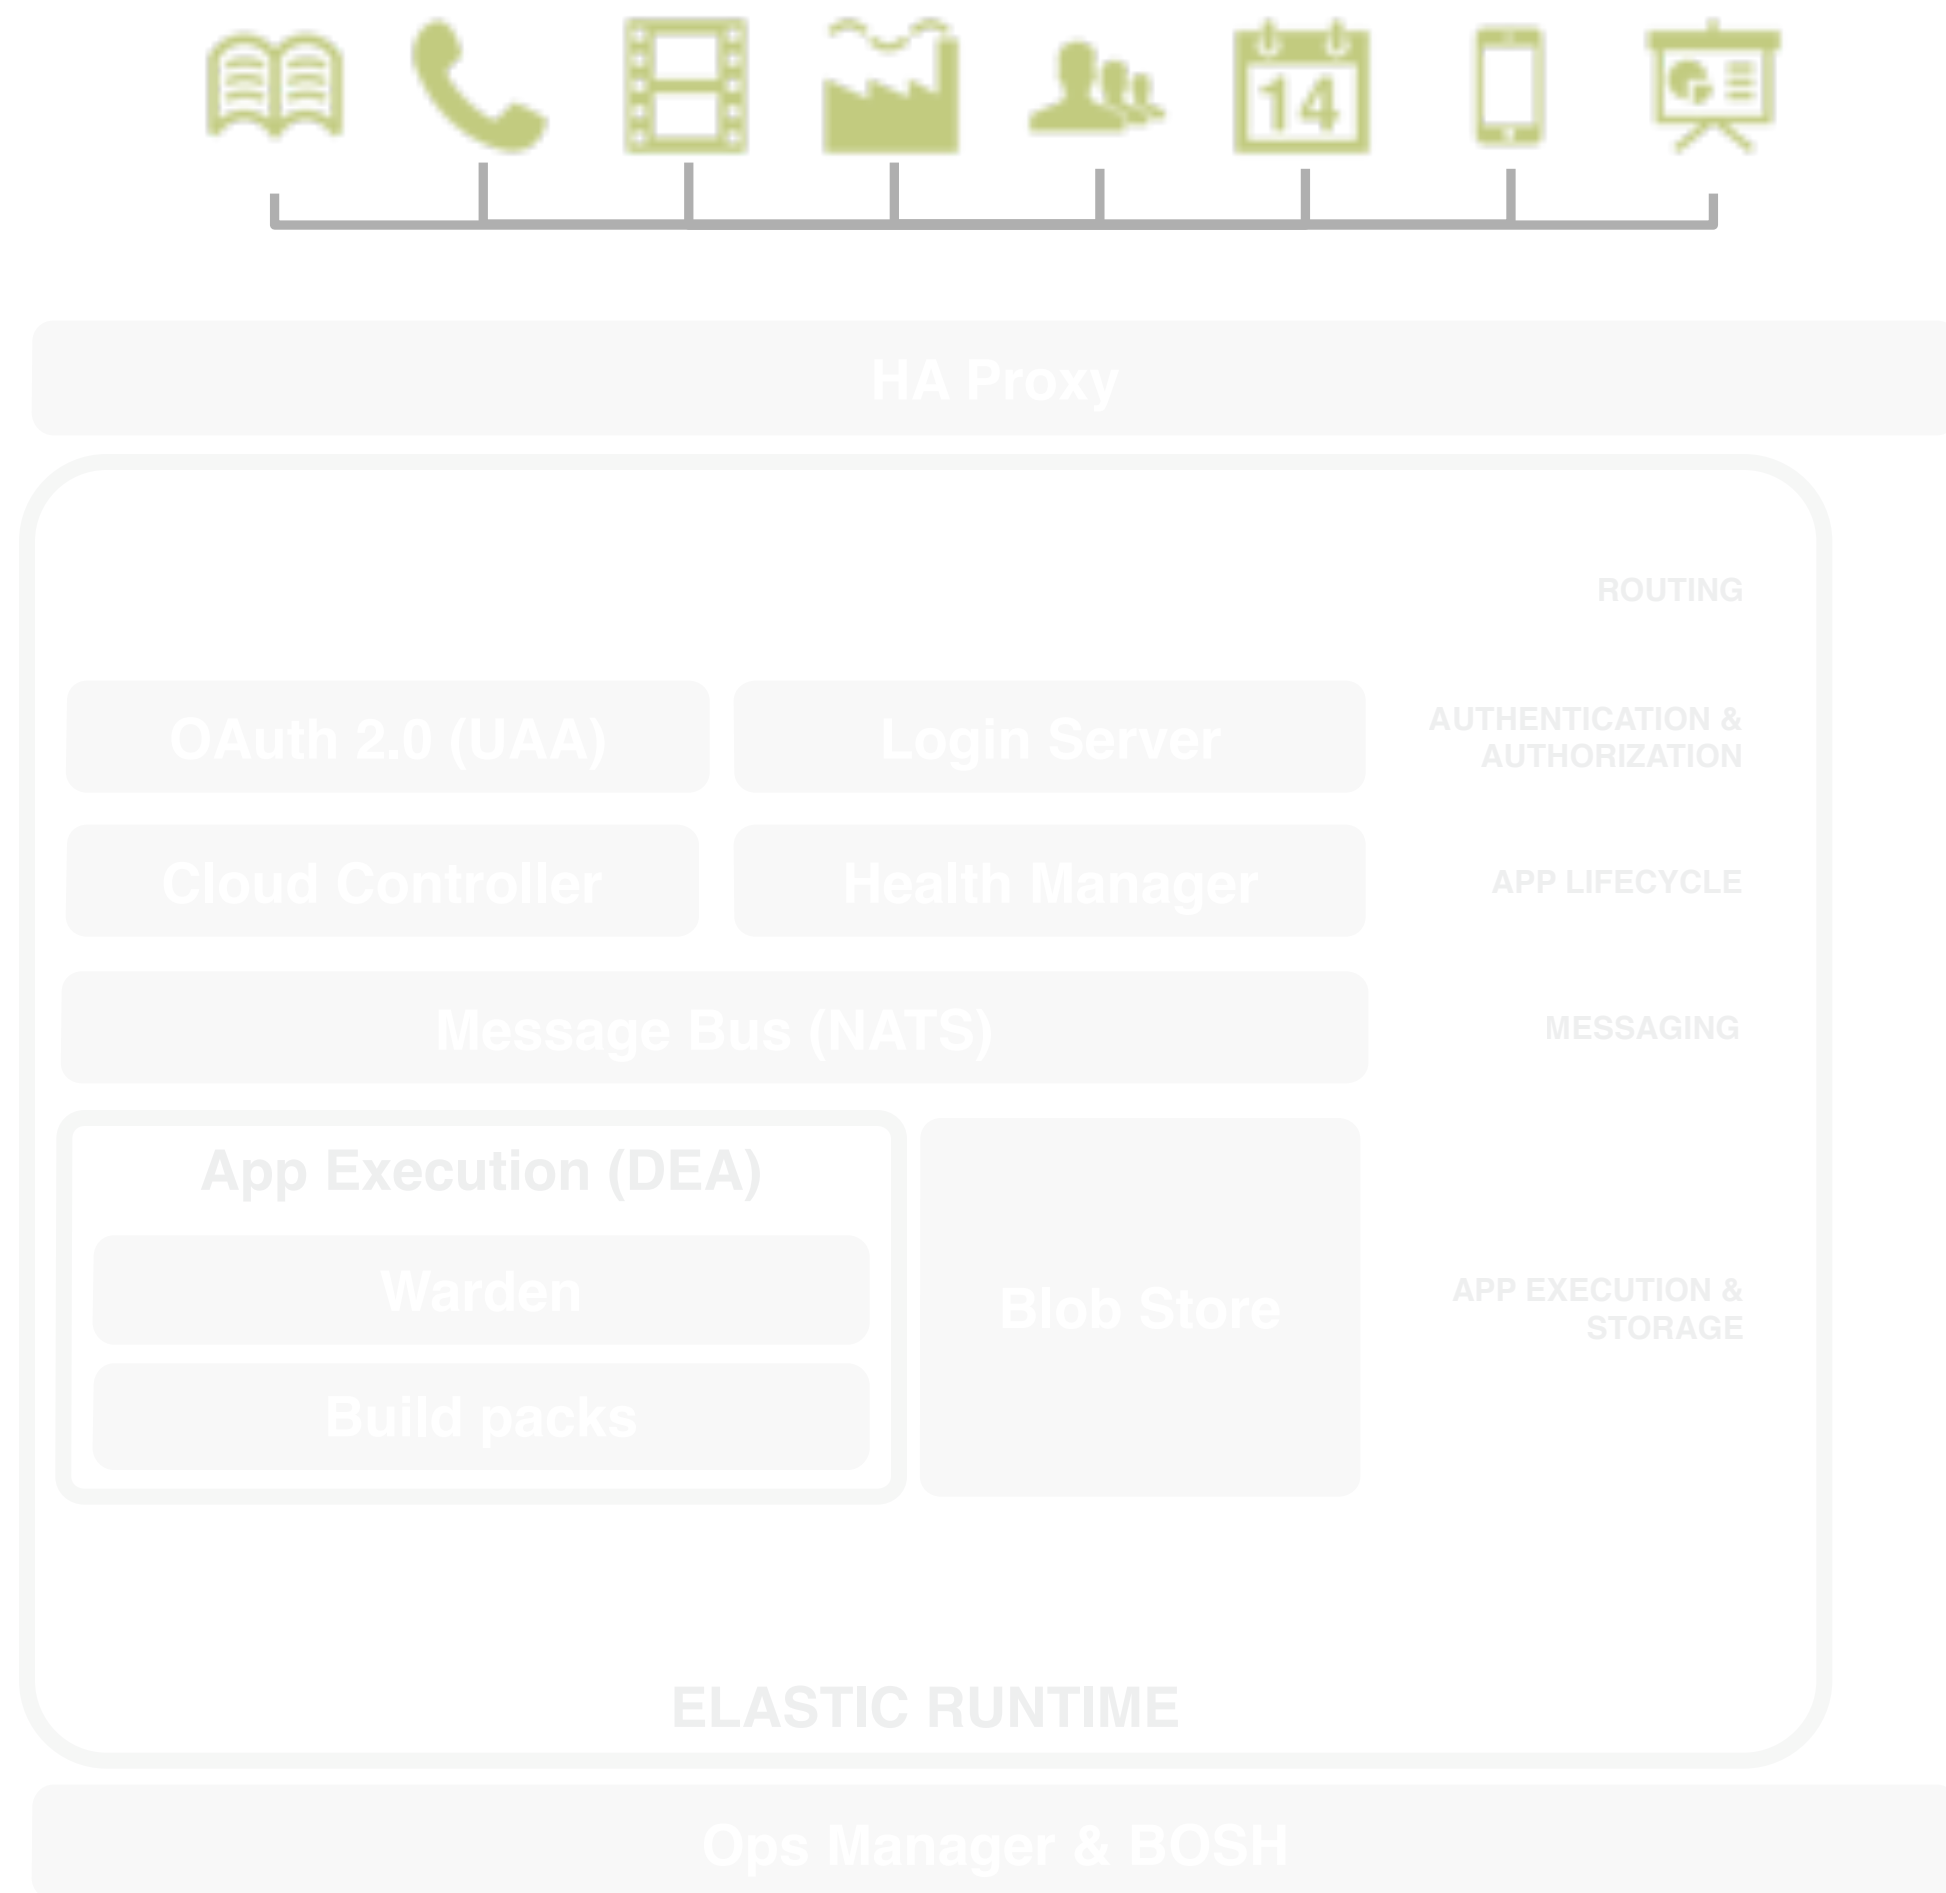 14
HA Proxy
ROUTING
OAuth 2.0 (UAA)
Login Server
AUTHENTICATION &
AUTHORIZATION
Cloud Controller
Health Manager
APP LIFECYCLE
Message Bus (NATS)
MESSAGING
App Execution (DEA)
Warden
Build packs
Blob Store
APP EXECUTION &
STORAGE
ELASTIC RUNTIME
Ops Manager & BOSH